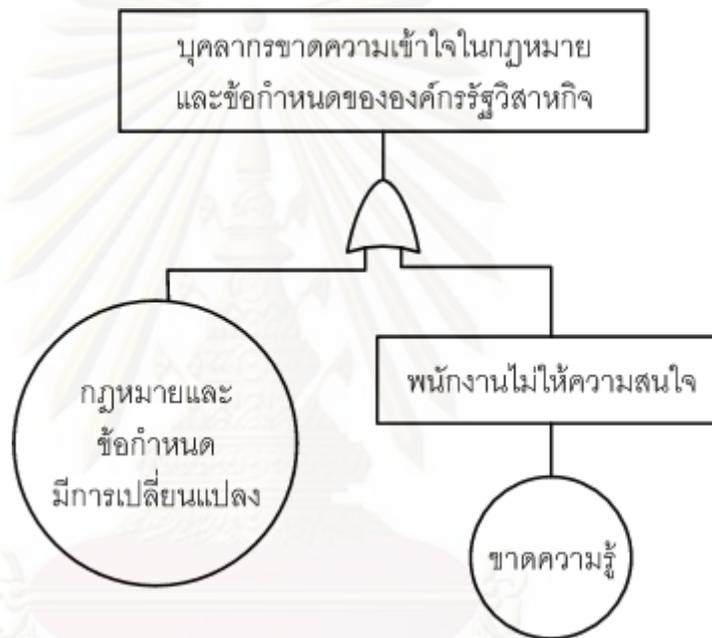 บุคลากรขาดความเข้าใจในกฎหมาย
และข้อกำหนดขององค์กรรัฐวิสาหกิจ
กฎหมายและ
ข้อกำหนด
มีการเปลี่ยนแปลง
พนักงานไม่ให้ความสนใจ
ขาดความรู้